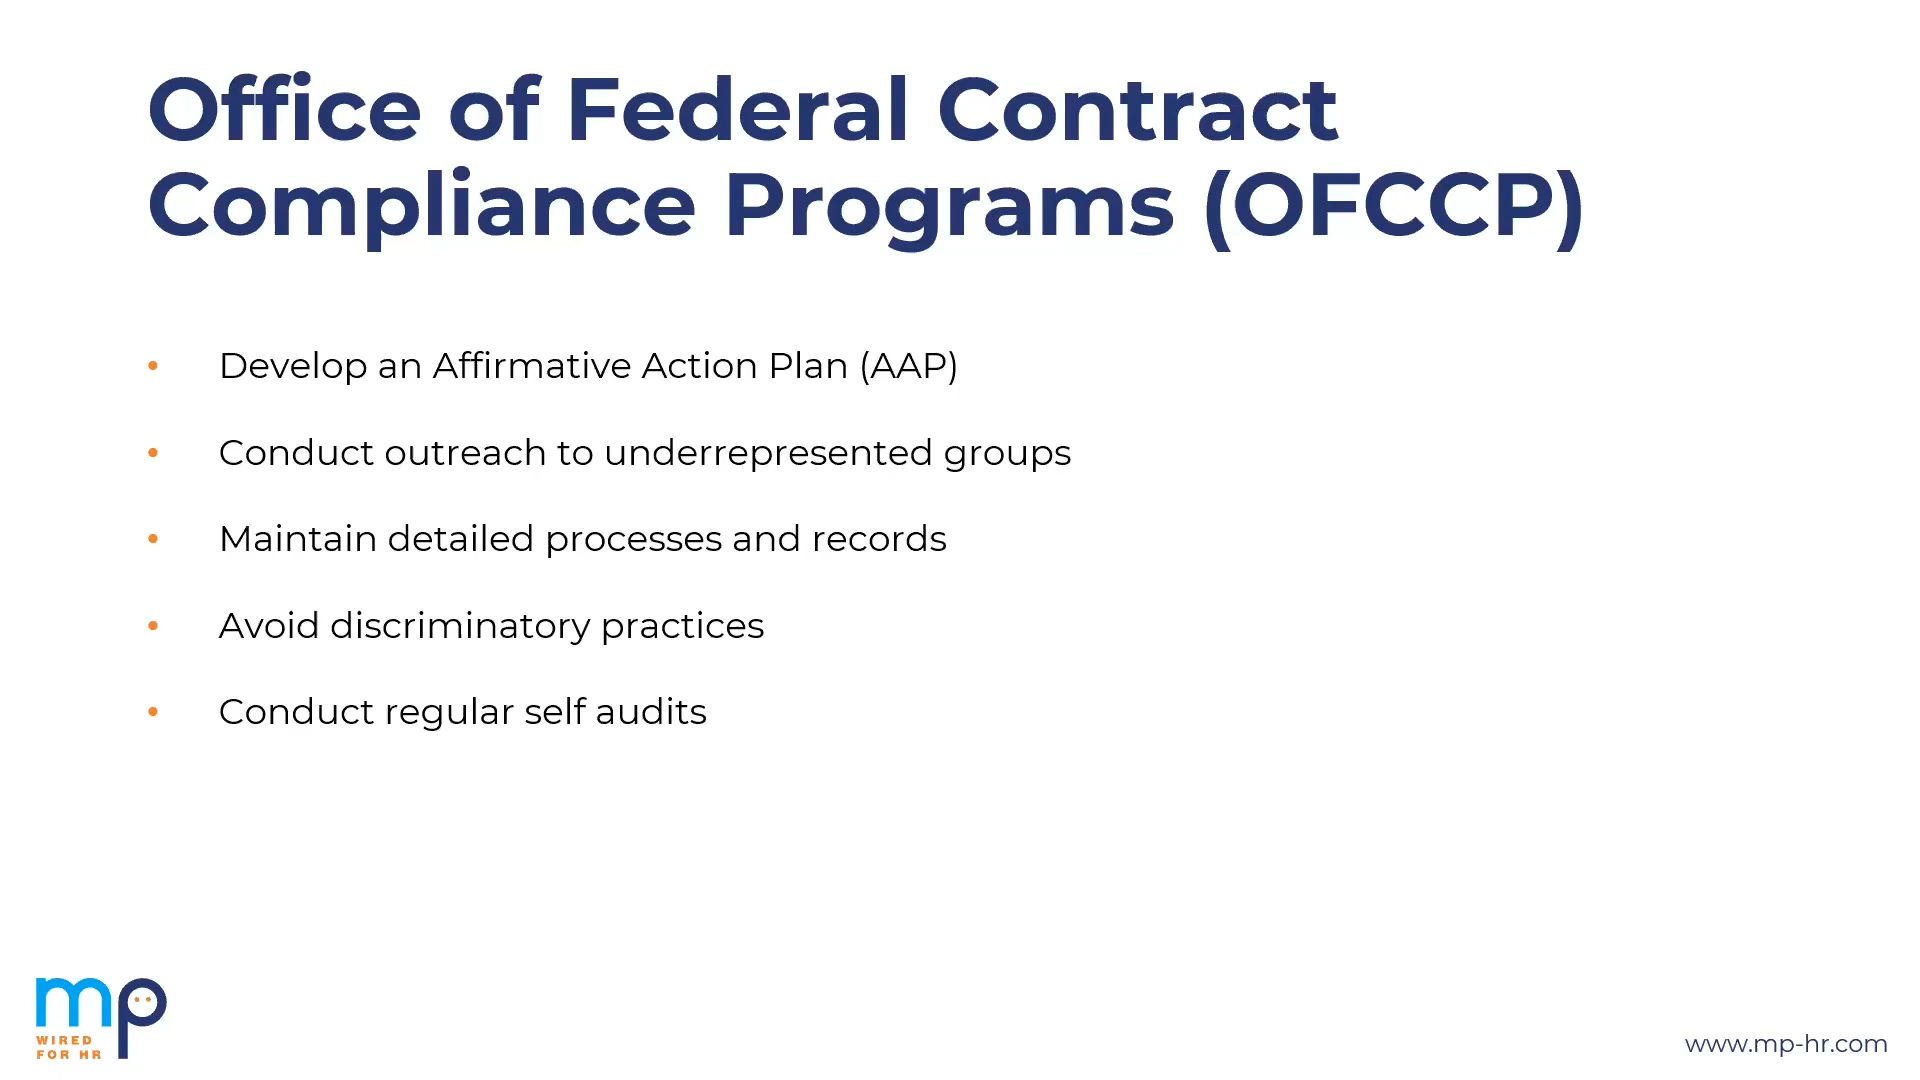 Office of Federal Contract
Compliance Programs (OFCCP)
• Develop an Affirmative Action Plan (AAP)
• Conduct outreach to underrepresented groups
• Maintain detailed processes and records
• Avoid discriminatory practices
• Conduct regular self audits
mp
WIRED
FOR HR
www.mp-hr.com